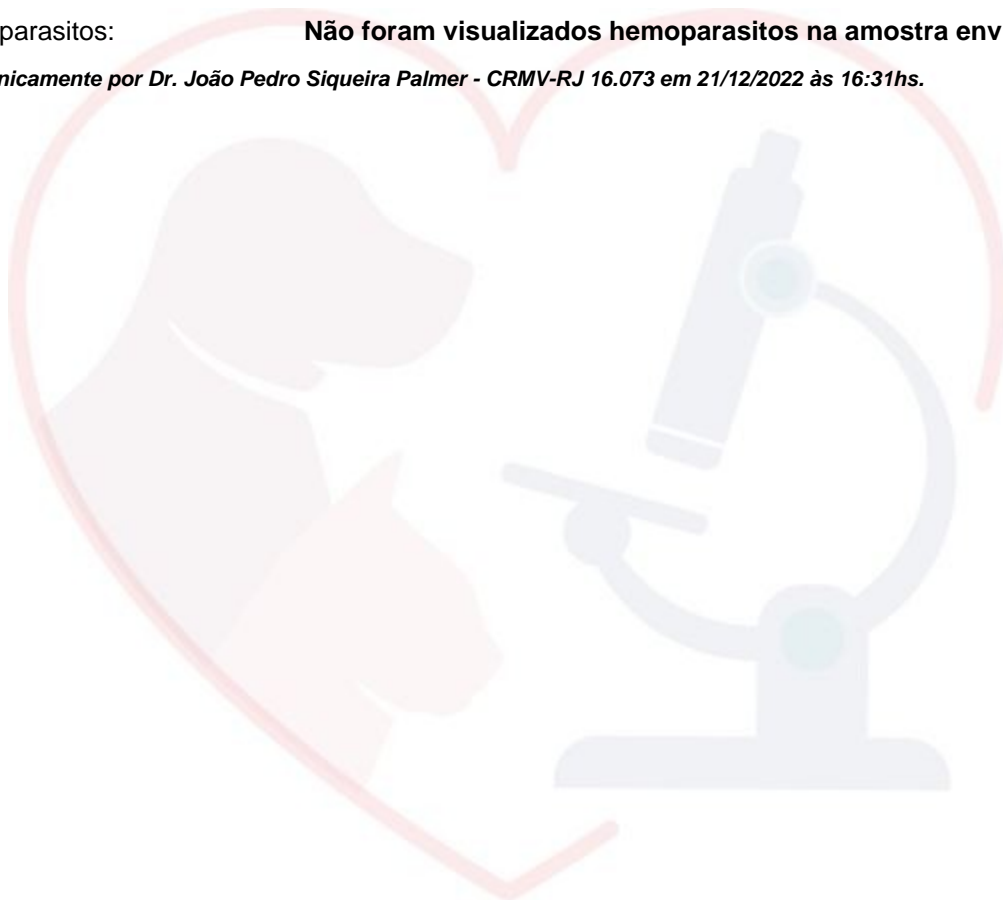 parasitos: Não foram visualizados hemoparasitos na amostra env
nicamente por Dr. João Pedro Siqueira Palmer - CRMV-RJ 16.073 em 21/12/2022 às 16:31hs.